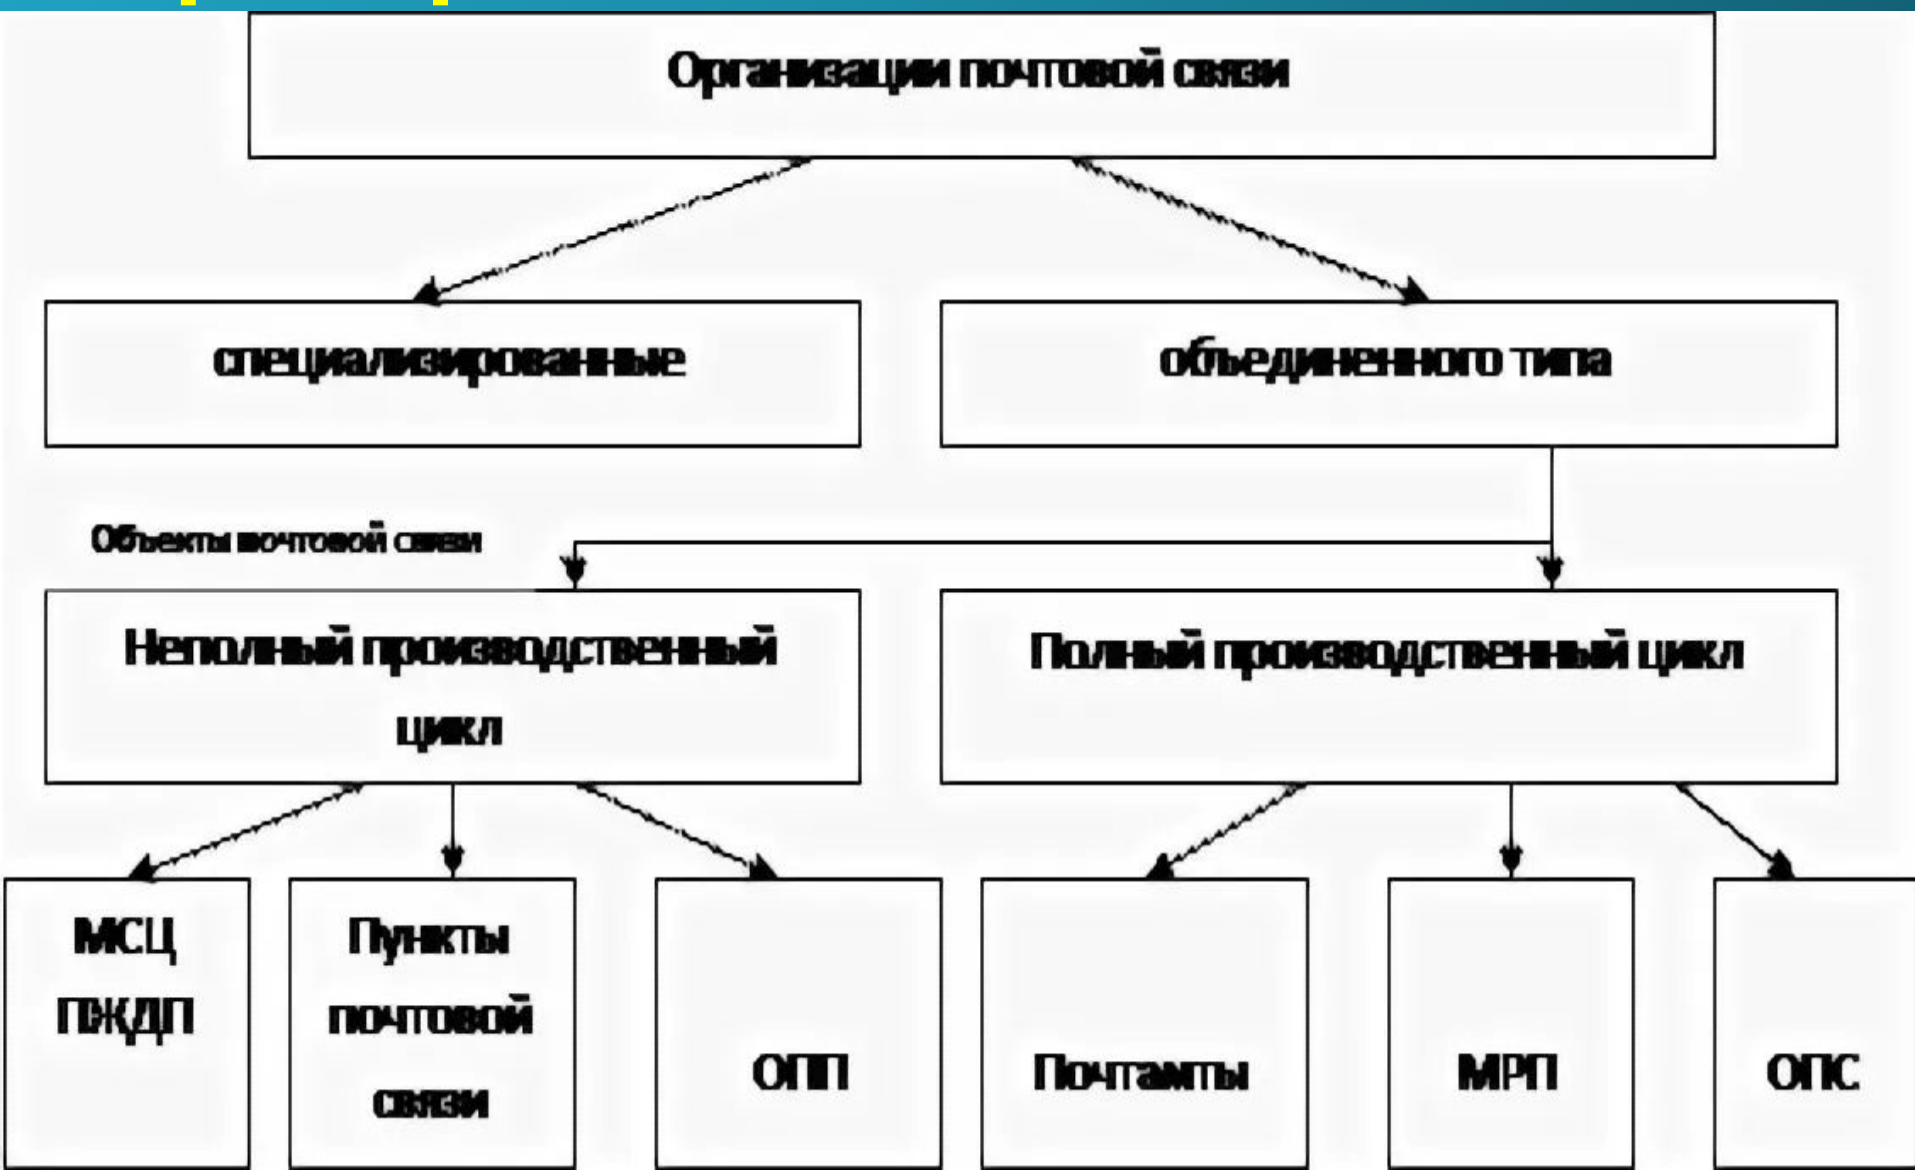 Организации почтовой связи
специализированные
объединенного типа
Объекты почтовой связи
Неполный производственный
цикл
Полный производственный цикл
МСЦ
ПЖДП
Пункты
почтовой
связи
ОПП
Почтамты
МРП
ОПС